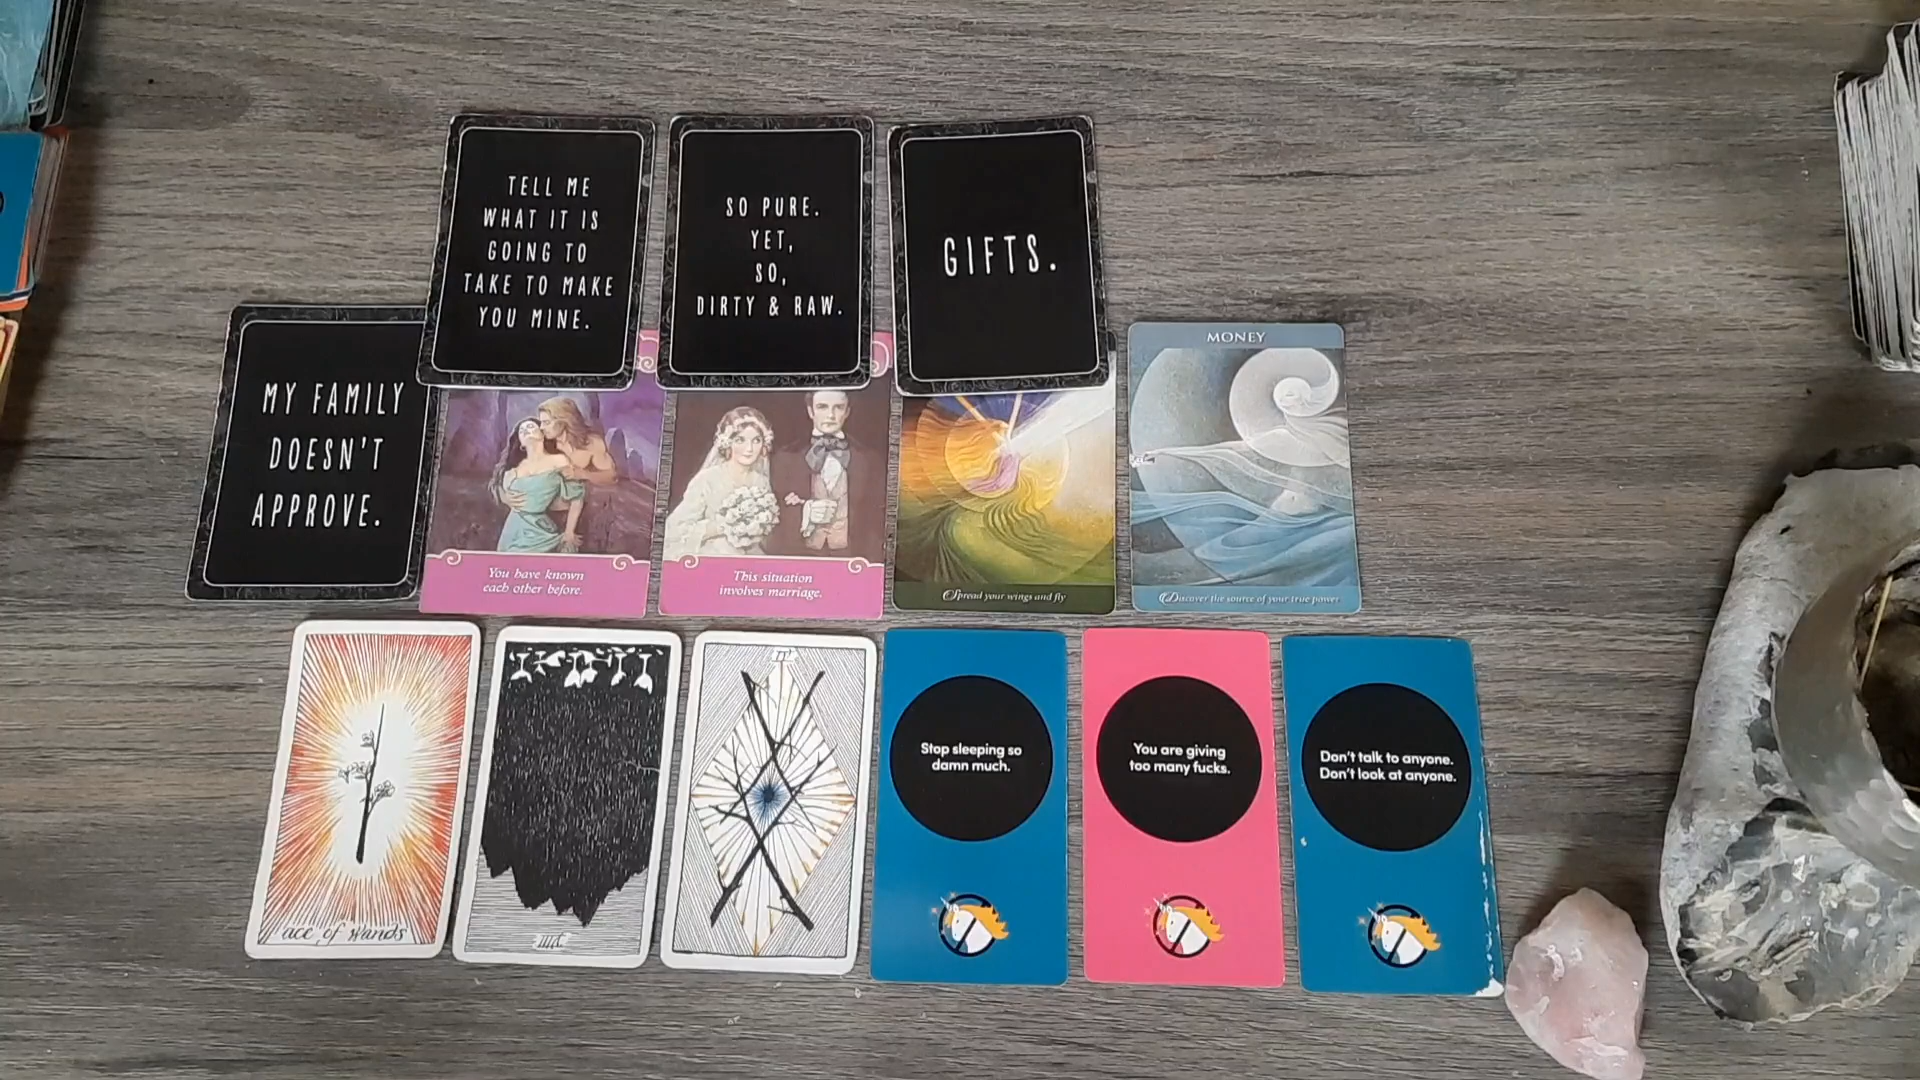 TELL ME
WHAT IT IS
GOING TO
TAKE TO MAKE
YOU MINE.
SO PURE.
YET,
SO,
DIRTY & RAW.
GIFTS.
MY FAMILY
DOESN'T
APPROVE.
You have known
each other before.
This situation
involves marriage.
Spread your wings and fly
MONEY
Discover the source of your true power
ace of wands
VIII
III
Stop sleeping so
damn much.
You are giving
too many fucks.
Don't talk to anyone.
Don't look at anyone.